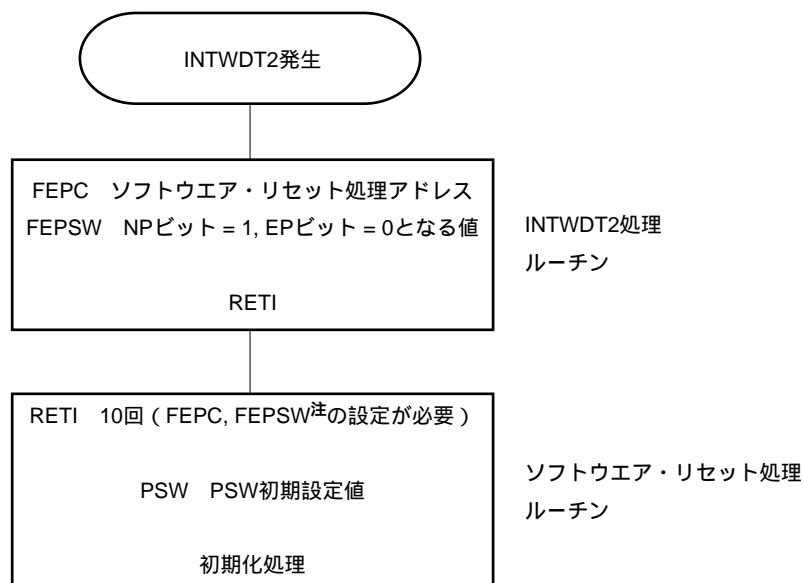 INTWDT2発生
FEPC　ソフトウエア・リセット処理アドレス
FEPSW　NPビット = 1, EPビット = 0となる値
RETI
INTWDT2処理
ルーチン
RETI　10回（FEPC, FEPSW注の設定が必要）
PSW　PSW初期設定値
初期化処理
ソフトウエア・リセット処理
ルーチン